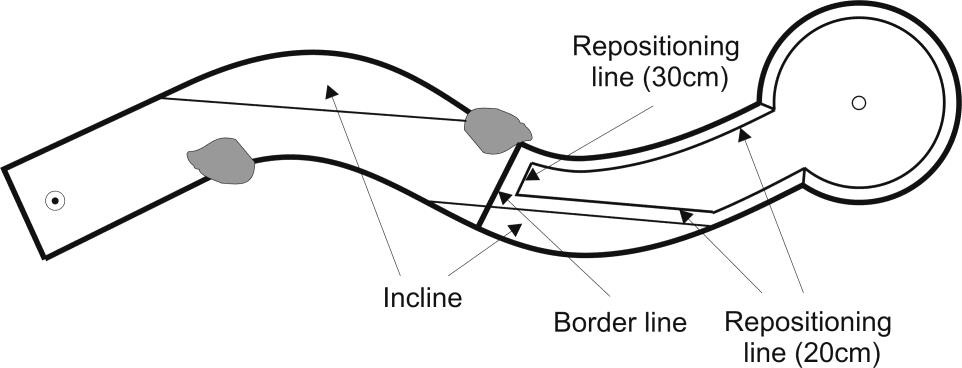 Repositioning
line (30cm)
Incline
Border line
Repositioning
line (20cm)